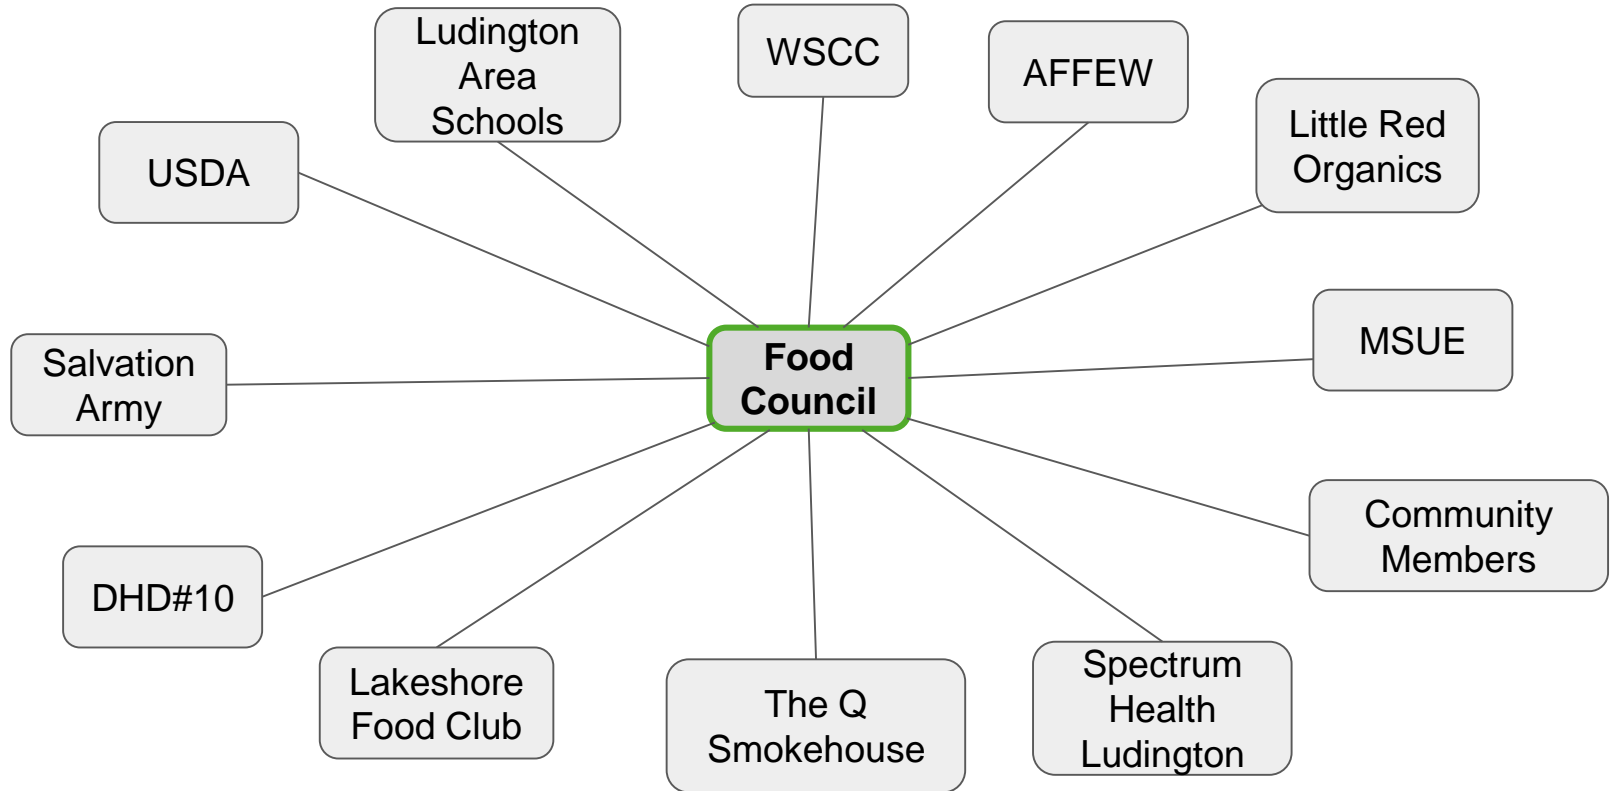 Ludington
Area
Schools
WSCC
AFFEW
Little Red
Organics
USDA
MSUE
Salvation
Army
Food
Council
Community
Members
DHD#10
Lakeshore
Food Club
The Q
Smokehouse
Spectrum
Health
Ludington